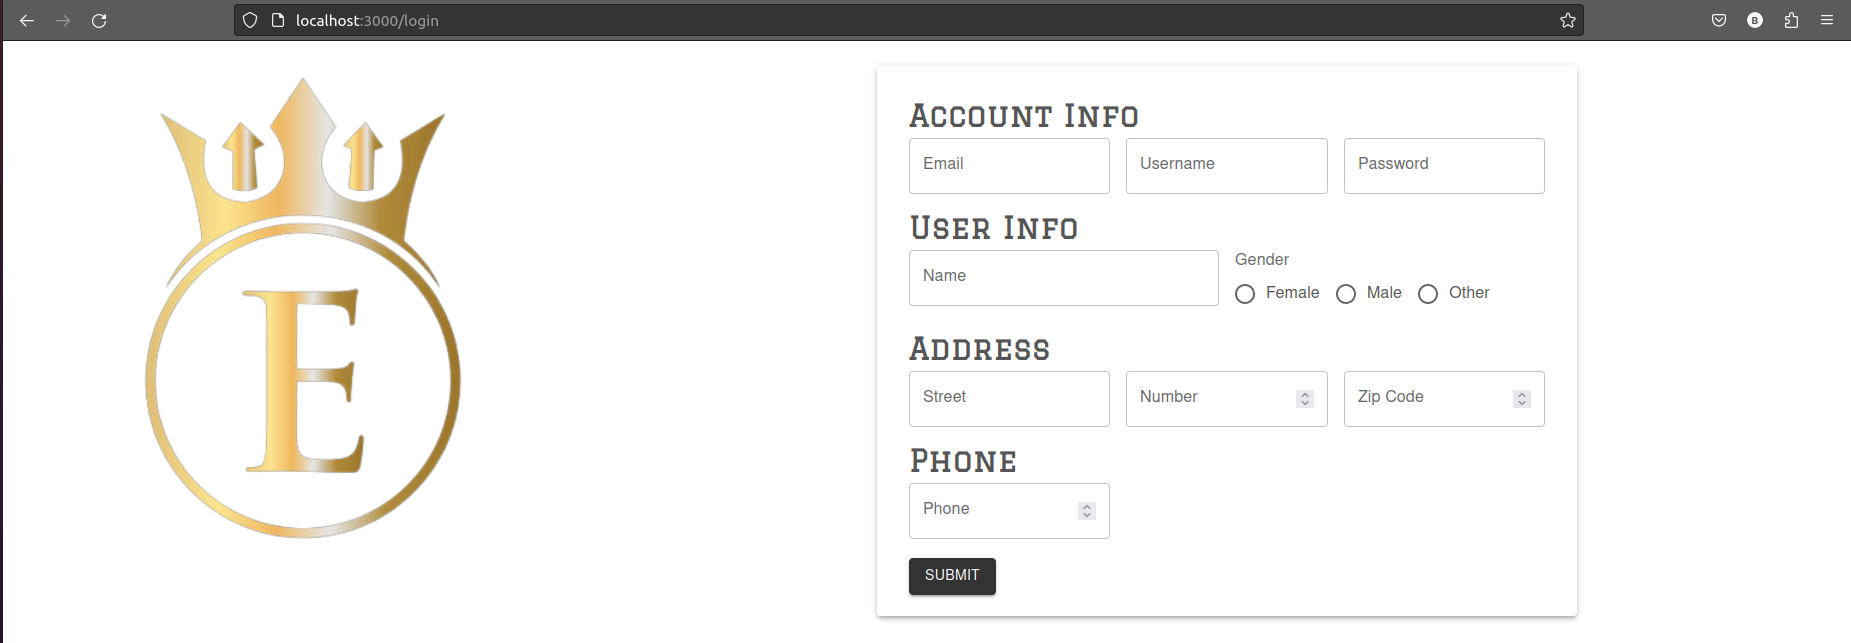 localhost:3000/login
B
E
Account Info
Email Username Password
User Info
Name
Gender
Female Male Other
Address
Street Number Zip Code
Phone
Phone
SUBMIT